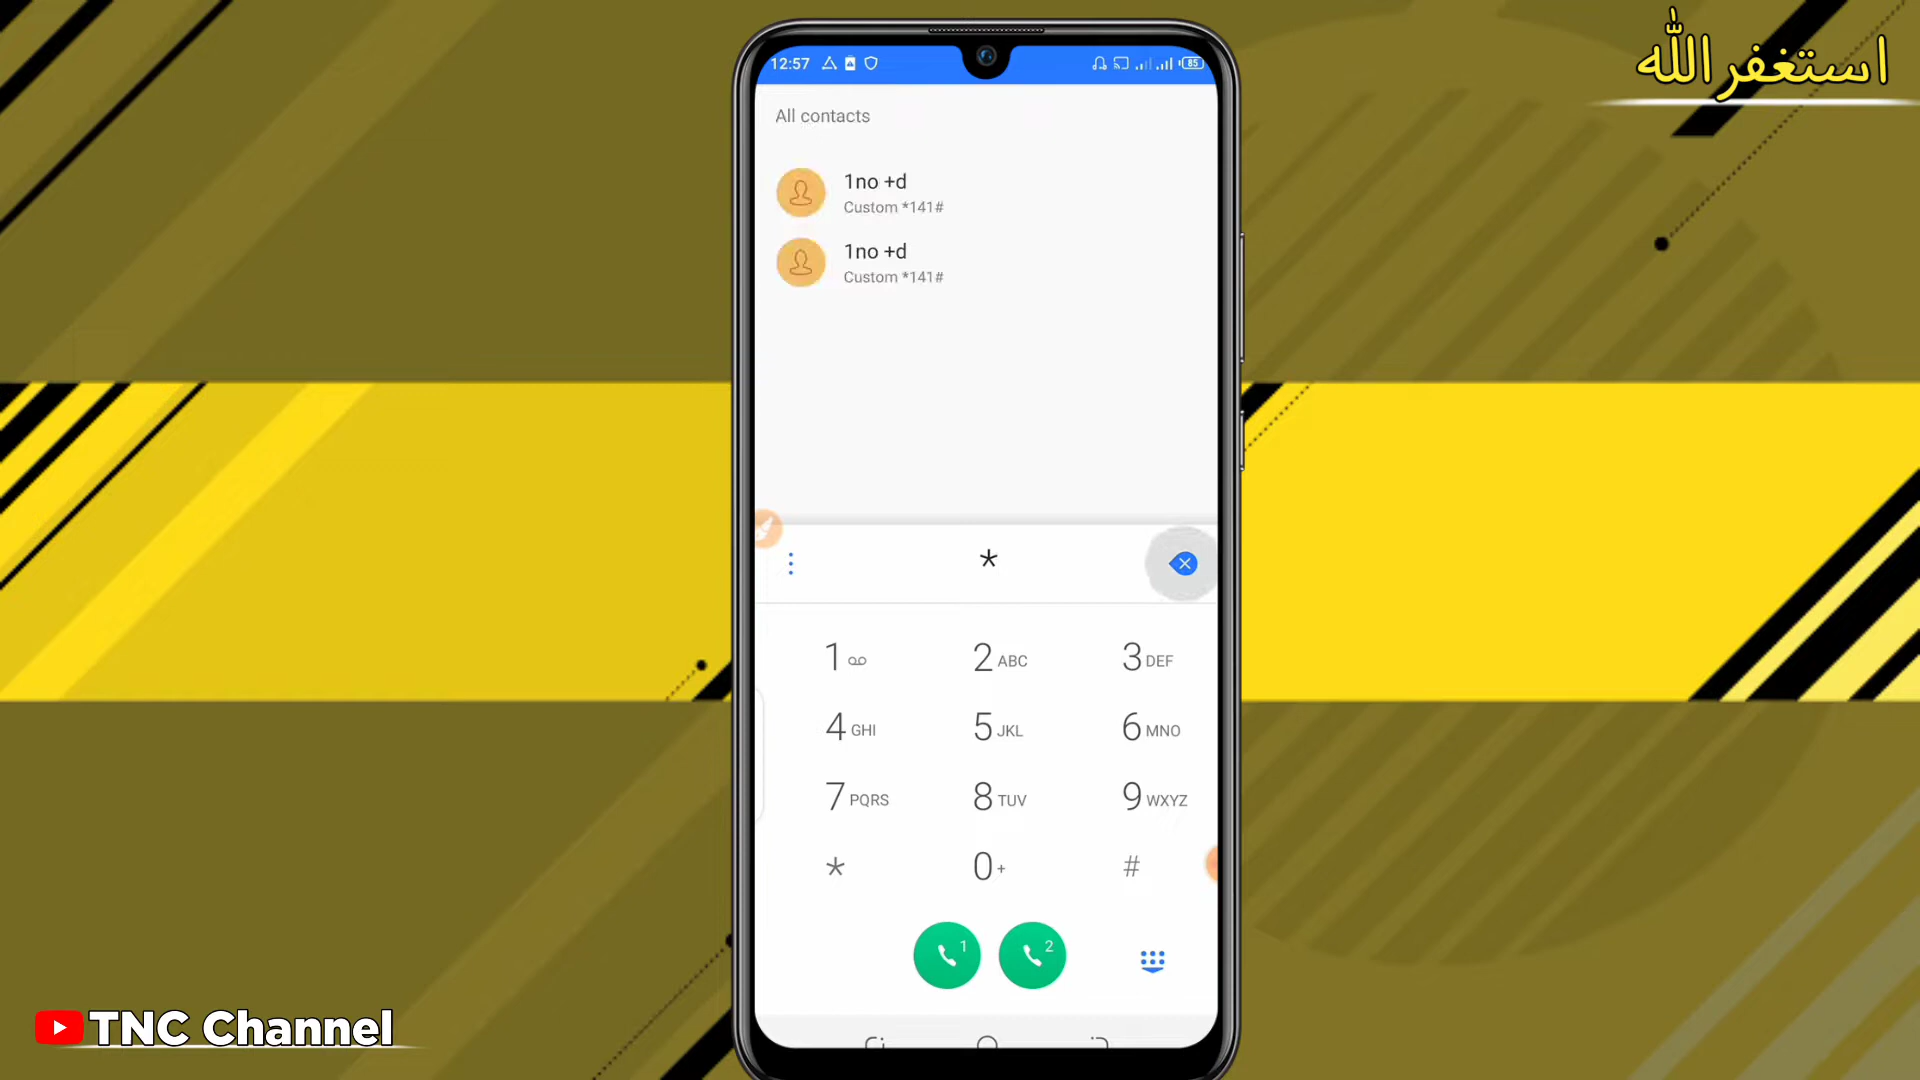 استغفر الله
12:57
85
All contacts
1no +d
Custom *141#
1no +d
Custom *141#
*
1 2 ABC 3 DEF
4 GHI 5 JKL 6 MNO
7 PQRS 8 TUV 9 WXYZ
* 0 + #
1 2
TNC Channel